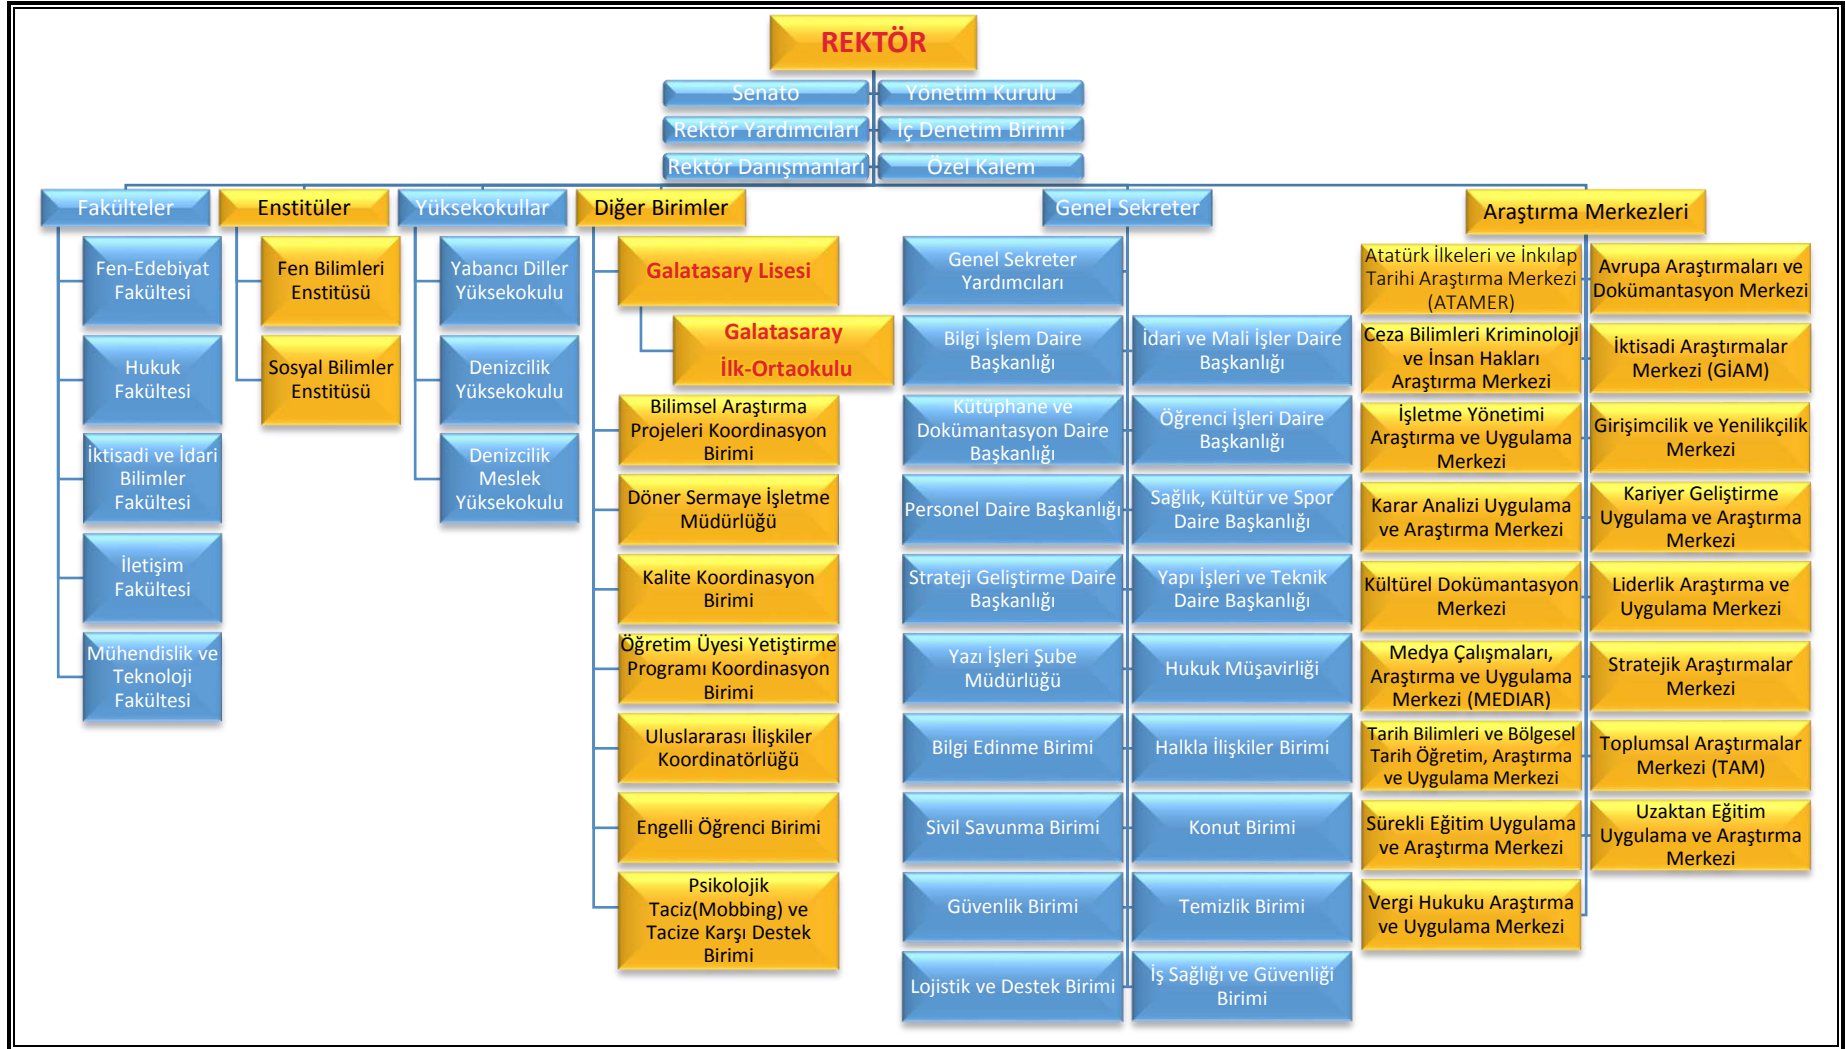 REKTÖR
Senato
Yönetim Kurulu
Rektör Yardımcıları
İç Denetim Birimi
Rektör Danışmanları
Özel Kalem
Fakülteler
Fen-Edebiyat
Fakültesi
Hukuk
Fakültesi
İktisadi ve İdari
Bilimler
Fakültesi
İletişim
Fakültesi
Mühendislik ve
Teknoloji
Fakültesi
Enstitüler
Fen Bilimleri
Enstitüsü
Sosyal Bilimler
Enstitüsü
Yüksekokullar
Yabancı Diller
Yüksekokulu
Denizcilik
Yüksekokulu
Denizcilik
Meslek
Yüksekokulu
Diğer Birimler
Galatasary Lisesi
Galatasaray
İlk-Ortaokulu
Bilimsel Araştırma
Projeleri Koordinasyon
Birimi
Döner Sermaye İşletme
Müdürlüğü
Kalite Koordinasyon
Birimi
Öğretim Üyesi Yetiştirme
Programı Koordinasyon
Birimi
Uluslararası İlişkiler
Koordinatörlüğü
Engelli Öğrenci Birimi
Psikolojik
Taciz(Mobbing) ve
Tacize Karşı Destek
Birimi
Genel Sekreter
Genel Sekreter
Yardımcıları
Bilgi İşlem Daire
Başkanlığı
İdari ve Mali İşler Daire
Başkanlığı
Kütüphane ve
Dokümantasyon Daire
Başkanlığı
Öğrenci İşleri Daire
Başkanlığı
Personel Daire Başkanlığı
Sağlık, Kültür ve Spor
Daire Başkanlığı
Strateji Geliştirme Daire
Başkanlığı
Yapı İşleri ve Teknik
Daire Başkanlığı
Yazı İşleri Şube
Müdürlüğü
Hukuk Müşavirliği
Bilgi Edinme Birimi
Halkla İlişkiler Birimi
Sivil Savunma Birimi
Konut Birimi
Güvenlik Birimi
Temizlik Birimi
Lojistik ve Destek Birimi
İş Sağlığı ve Güvenliği
Birimi
Araştırma Merkezleri
Atatürk İlkeleri ve İnkılap
Tarihi Araştırma Merkezi
(ATAMER)
Avrupa Araştırmaları ve
Dokümantasyon Merkezi
Ceza Bilimleri Kriminoloji
ve İnsan Hakları
Araştırma Merkezi
İktisadi Araştırmalar
Merkezi (GİAM)
İşletme Yönetimi
Araştırma ve Uygulama
Merkezi
Girişimcilik ve Yenilikçilik
Merkezi
Karar Analizi Uygulama
ve Araştırma Merkezi
Kariyer Geliştirme
Uygulama ve Araştırma
Merkezi
Kültürel Dokümantasyon
Merkezi
Liderlik Araştırma ve
Uygulama Merkezi
Medya Çalışmaları,
Araştırma ve Uygulama
Merkezi (MEDIAR)
Stratejik Araştırmalar
Merkezi
Tarih Bilimleri ve Bölgesel
Tarih Öğretim, Araştırma
ve Uygulama Merkezi
Toplumsal Araştırmalar
Merkezi (TAM)
Sürekli Eğitim Uygulama
ve Araştırma Merkezi
Uzaktan Eğitim
Uygulama ve Araştırma
Merkezi
Vergi Hukuku Araştırma
ve Uygulama Merkezi